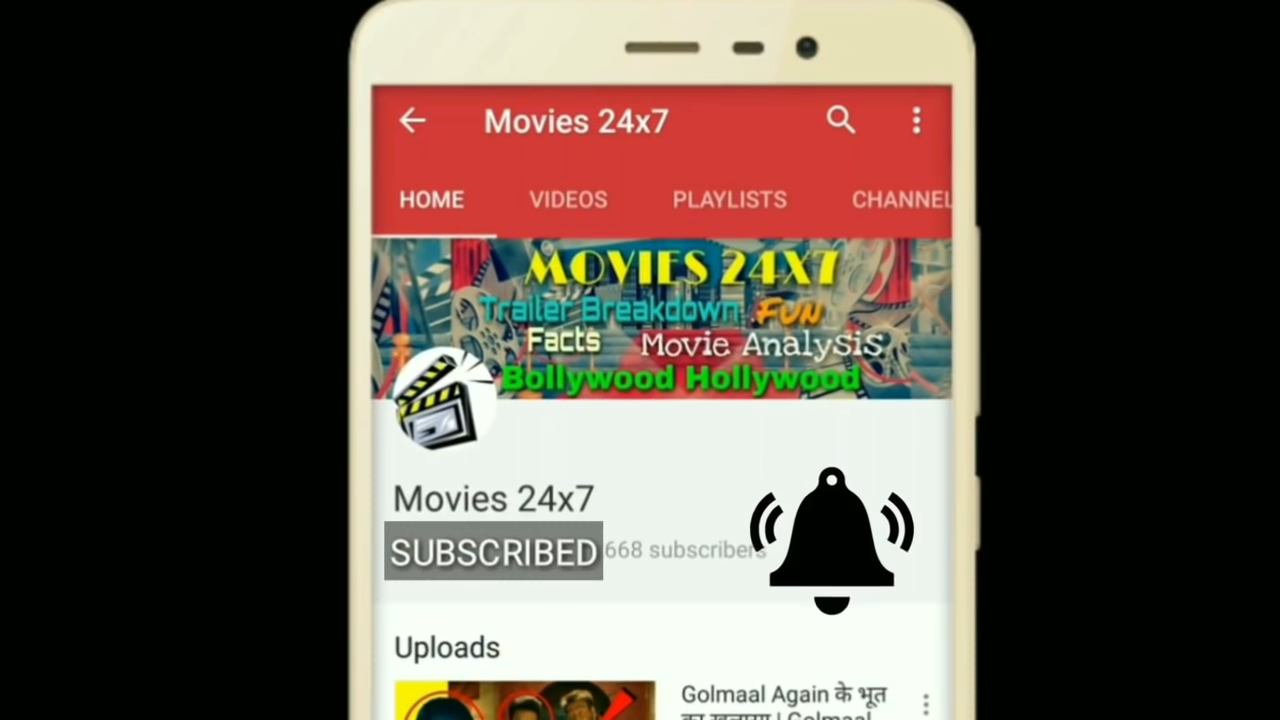 Movies 24x7
HOME VIDEOS PLAYLISTS CHANNEL
MOVIES 24X7
Trailer Breakdown FUN
Facts Movie Analysis
Bollywood Hollywood
Movies 24x7
SUBSCRIBED 668 subscribers
Uploads
Golmaal Again के भूत
का खुलासा | Golmaal